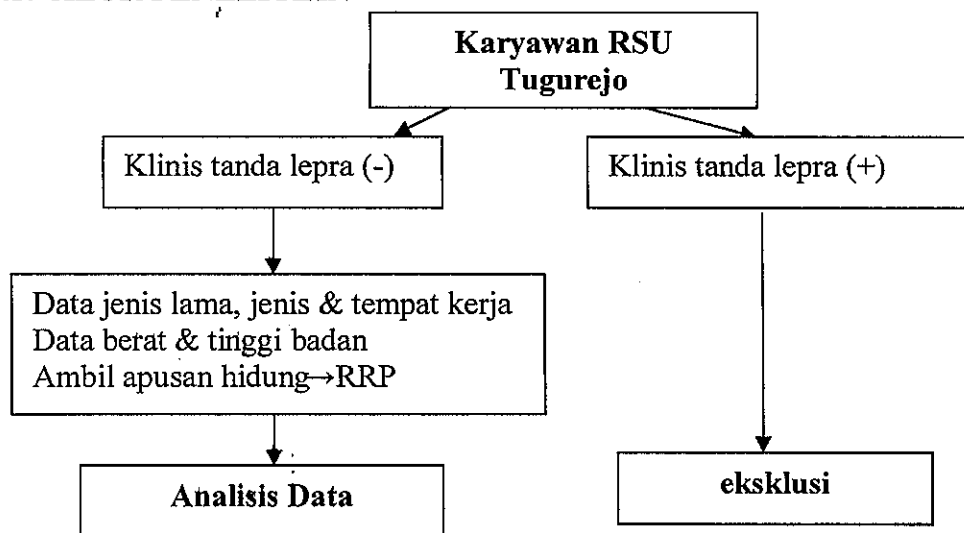 Karyawan RSU
Tugurejo
Klinis tanda lepra (-)
Klinis tanda lepra (+)
Data jenis lama, jenis & tempat kerja
Data berat & tinggi badan
Ambil apusan hidung→RRP
Analisis Data
eksklusi